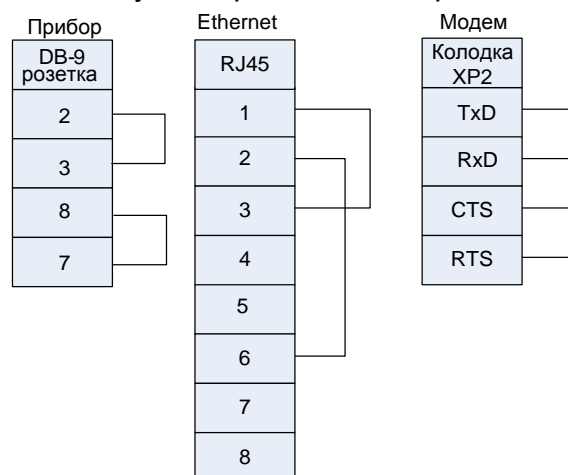 Прибор
DB-9
розетка
2
3
8
7
Ethernet
RJ45
1
2
3
4
5
6
7
8
Модем
Колодка
XP2
TxD
RxD
CTS
RTS